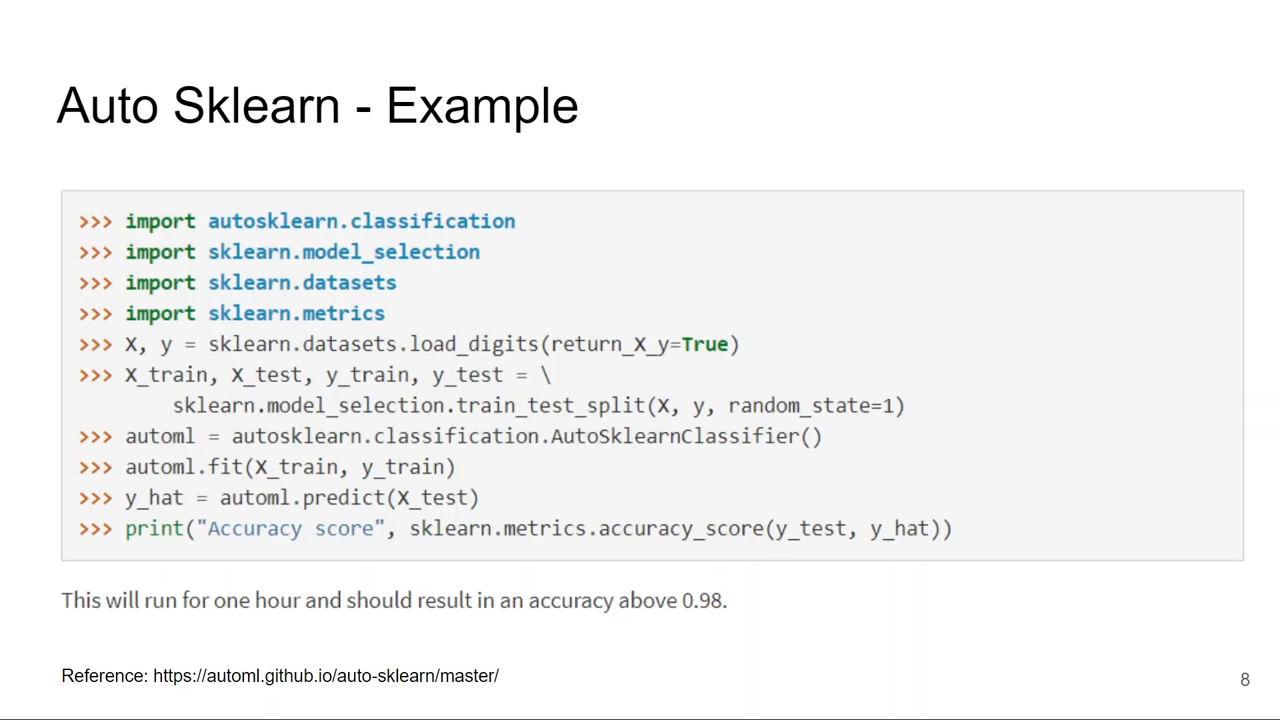 Auto Sklearn - Example
>>> import autosklearn.classification
>>> import sklearn.model_selection
>>> import sklearn.datasets
>>> import sklearn.metrics
>>> X, y = sklearn.datasets.load_digits(return_X_y=True)
>>> X_train, X_test, y_train, y_test = \
sklearn.model_selection.train_test_split(X, y, random_state=1)
>>> automl = autosklearn.classification.AutoSklearnClassifier()
>>> automl.fit(X_train, y_train)
>>> y_hat = automl.predict(X_test)
>>> print("Accuracy score", sklearn.metrics.accuracy_score(y_test, y_hat))
This will run for one hour and should result in an accuracy above 0.98.
Reference: https://automl.github.io/auto-sklearn/master/
8